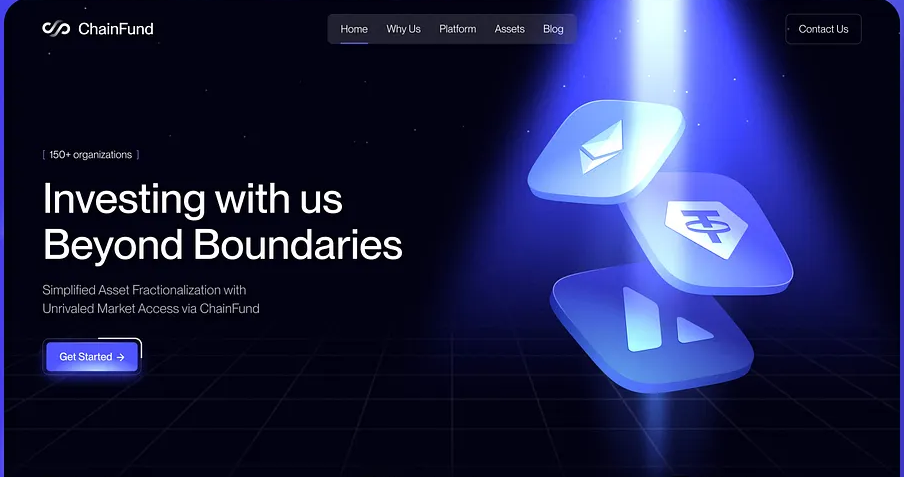 ChainFund
Home
Why Us
Platform
Assets
Blog
Contact Us
[ 150+ organizations ]
Investing with us
Beyond Boundaries
Simplified Asset Fractionalization with
Unrivaled Market Access via ChainFund
Get Started →